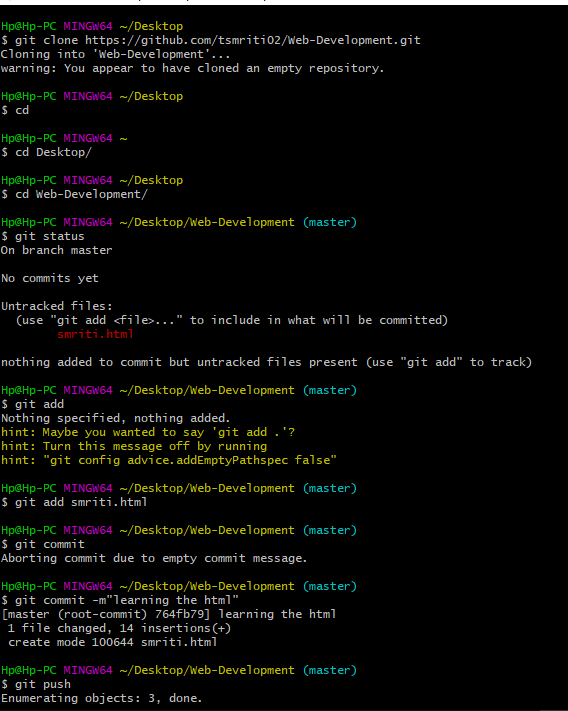 Hp@Hp-PC MINGW64 ~/Desktop
$ git clone https://github.com/tsmriti02/Web-Development.git
Cloning into 'Web-Development'...
warning: You appear to have cloned an empty repository.
Hp@Hp-PC MINGW64 ~/Desktop
$ cd
Hp@Hp-PC MINGW64 ~
$ cd Desktop/
Hp@Hp-PC MINGW64 ~/Desktop
$ cd Web-Development/
Hp@Hp-PC MINGW64 ~/Desktop/Web-Development (master)
$ git status
On branch master
No commits yet
Untracked files:
  (use "git add <file>..." to include in what will be committed)
        smriti.html
nothing added to commit but untracked files present (use "git add" to track)
Hp@Hp-PC MINGW64 ~/Desktop/Web-Development (master)
$ git add
Nothing specified, nothing added.
hint: Maybe you wanted to say 'git add .'?
hint: Turn this message off by running
hint: "git config advice.addEmptyPathspec false"
Hp@Hp-PC MINGW64 ~/Desktop/Web-Development (master)
$ git add smriti.html
Hp@Hp-PC MINGW64 ~/Desktop/Web-Development (master)
$ git commit
Aborting commit due to empty commit message.
Hp@Hp-PC MINGW64 ~/Desktop/Web-Development (master)
$ git commit -m"learning the html"
[master (root-commit) 764fb79] learning the html
 1 file changed, 14 insertions(+)
 create mode 100644 smriti.html
Hp@Hp-PC MINGW64 ~/Desktop/Web-Development (master)
$ git push
Enumerating objects: 3, done.